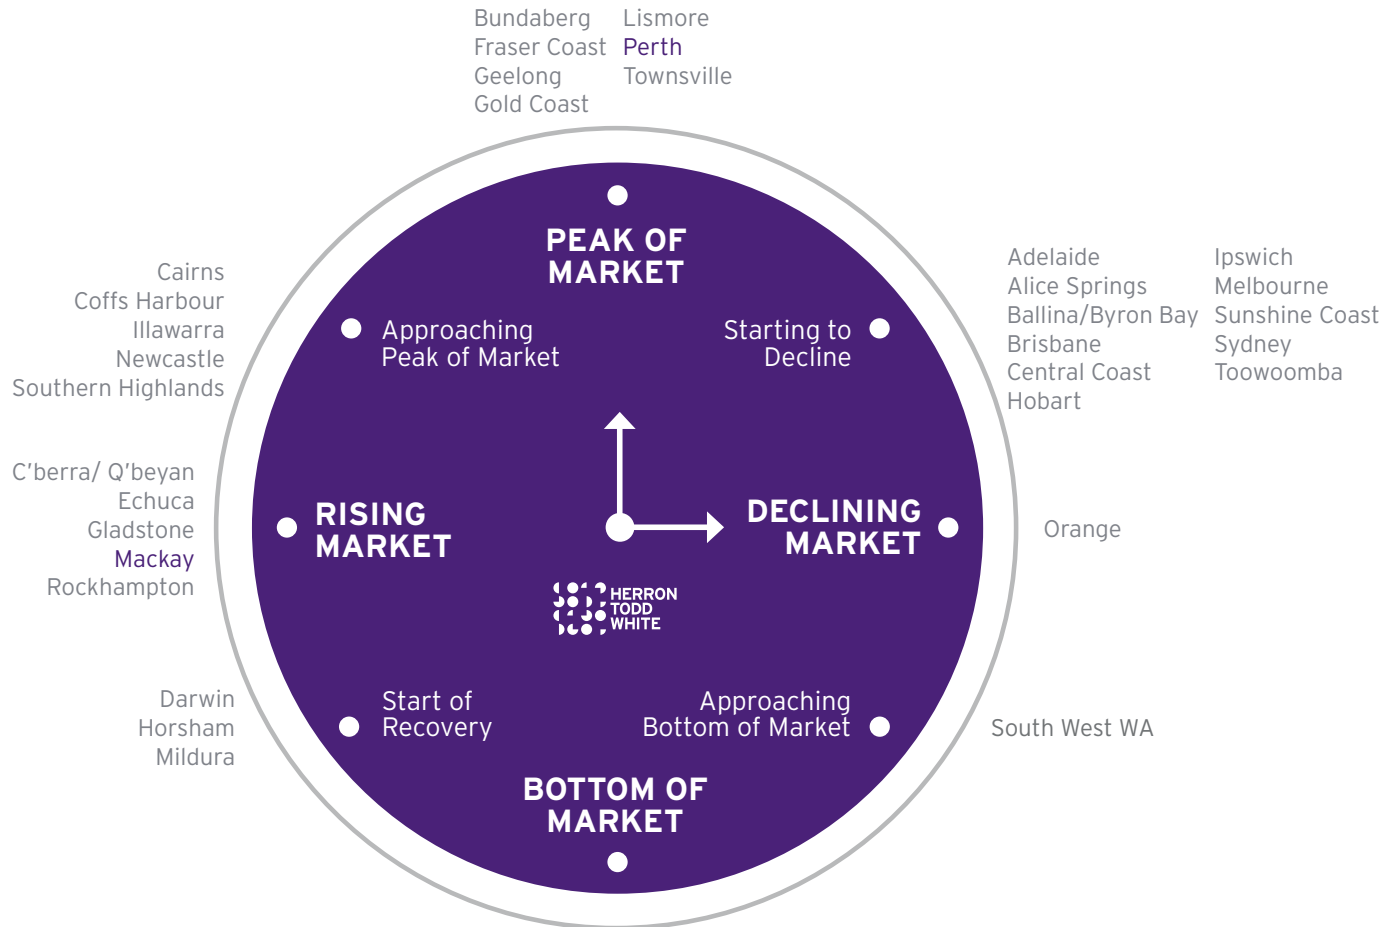 Bundaberg
Fraser Coast
Geelong
Gold Coast
Lismore
Perth
Townsville
PEAK OF
MARKET
Cairns
Coffs Harbour
Illawarra
Newcastle
Southern Highlands
Approaching
Peak of Market
Starting to
Decline
Adelaide
Alice Springs
Ballina/Byron Bay
Brisbane
Central Coast
Hobart
Ipswich
Melbourne
Sunshine Coast
Sydney
Toowoomba
C'berra/ Q'beyan
Echuca
Gladstone
Mackay
Rockhampton
RISING
MARKET
DECLINING
MARKET
Orange
HERRON
TODD
WHITE
Darwin
Horsham
Mildura
Start of
Recovery
Approaching
Bottom of Market
South West WA
BOTTOM OF
MARKET